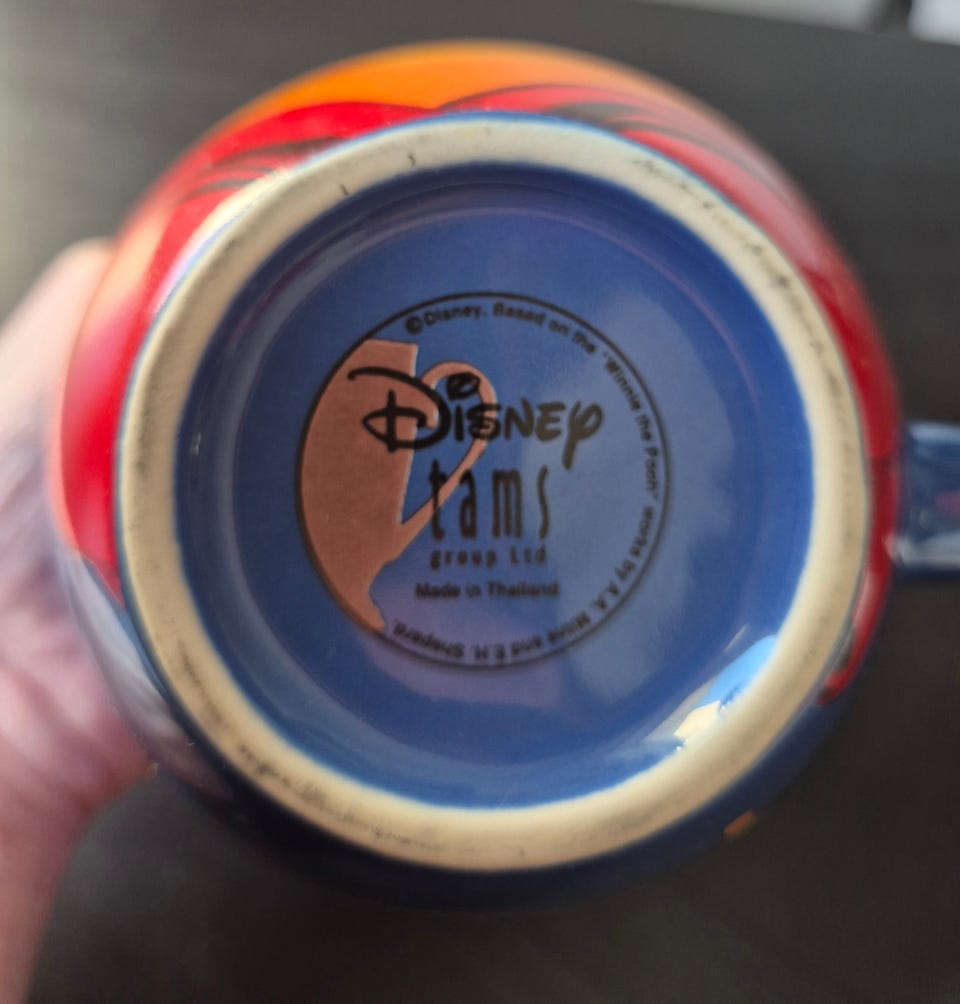 ©Disney. Based on the "Winnie the Pooh" works by A.A. Milne and E.H. Shepard.
Disney
tams
group Ltd
Made in Thailand